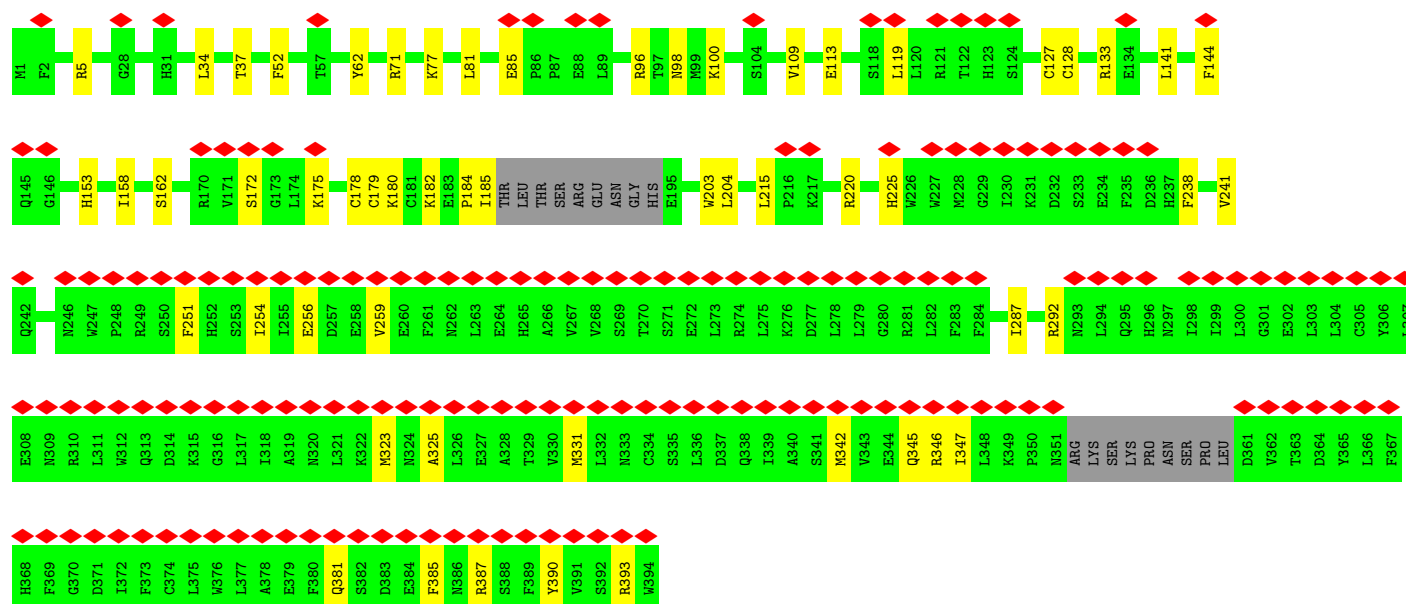 M1 F2 R5 G28 H31 L34 T37 F52 T57 Y62 R71 K77 L81 E85 P86 P87 E88 L89 R96 T97 N98 M99 K100 S104 V109 E113 S118 L119 L120 R121 T122 H123 S124 C127 C128 R133 E134 L141 F144
Q145 G146 H153 I158 S162 R170 V171 S172 G173 L174 K175 C178 C179 K180 C181 K182 E183 P184 I185 THR LEU THR SER ARG GLU ASN GLY HIS E195 W203 L204 L215 P216 K217 R220 H225 W226 W227 M228 G229 I230 K231 D232 S233 E234 F235 D236 H237 F238 V241
Q242 N246 W247 P248 R249 S250 F251 H252 S253 I254 I255 E256 D257 E258 V259 E260 F261 N262 L263 E264 H265 A266 V267 V268 S269 T270 S271 E272 L273 R274 L275 K276 D277 L278 L279 G280 R281 L282 F283 F284 I287 R292 N293 L294 Q295 H296 N297 I298 I299 L300 G301 E302 L303 L304 C305 Y306 L307
E308 N309 R310 L311 W312 Q313 D314 K315 G316 L317 I318 A319 N320 L321 K322 M323 N324 A325 L326 E327 A328 T329 V330 M331 L332 N333 C334 S335 L336 D337 Q338 I339 A340 S341 M342 V343 E344 Q345 R346 I347 L348 K349 P350 N351 ARG LYS SER LYS PRO ASN SER PRO LEU D361 V362 T363 D364 Y365 L366 F367
H368 F369 G370 D371 I372 F373 C374 L375 W376 L377 A378 E379 F380 Q381 S382 D383 E384 F385 N386 R387 S388 F389 Y390 V391 S392 R393 W394